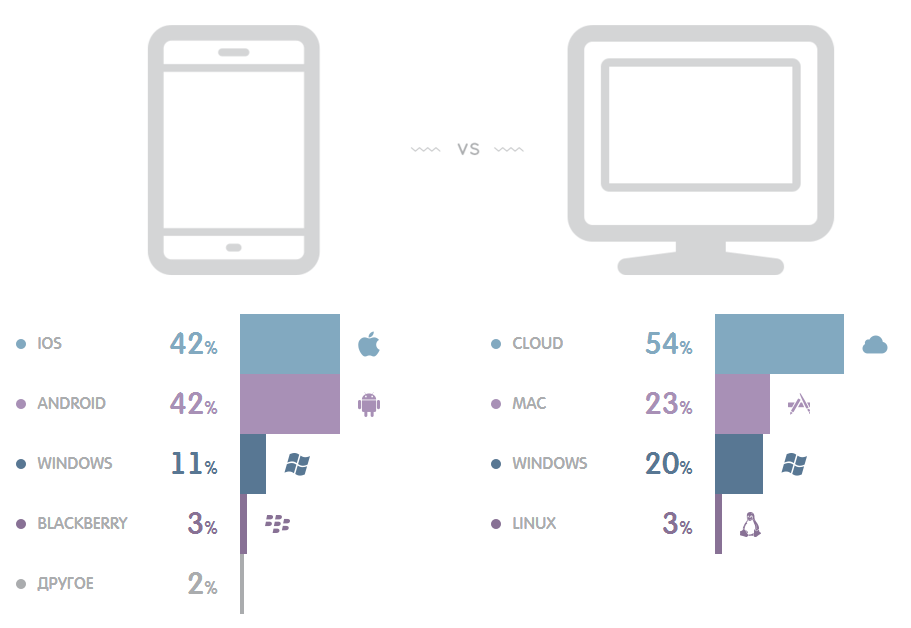 VS
IOS 42%
ANDROID 42%
WINDOWS 11%
BLACKBERRY 3%
ДРУГОЕ 2%
CLOUD 54%
MAC 23%
WINDOWS 20%
LINUX 3%